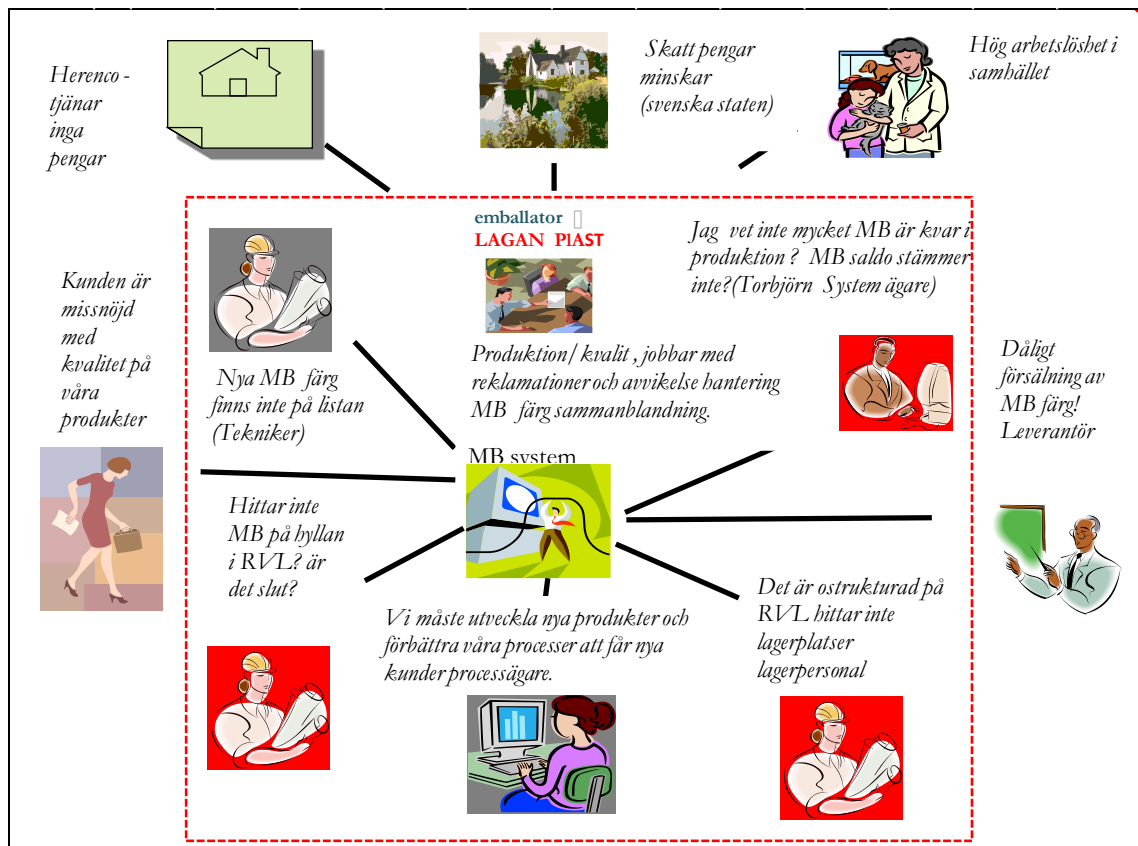 Herenco -
tjänar
inga
pengar
Skatt pengar
minskar
(svenska staten)
Hög arbetslöshet i
samhället
emballator
LAGAN PlAST
Jag vet inte mycket MB är kvar i
produktion ? MB saldo stämmer
inte?(Torbjörn System ägare)
Kunden är
missnöjd
med
kvalitet på
våra
produkter
Nya MB färg
finns inte på listan
(Tekniker)
Produktion/ kvalit , jobbar med
reklamationer och avvikelse hantering
MB färg sammanblandning.
Dåligt
försälning av
MB färg!
Leverantör
MB system
Hittar inte
MB på hyllan
i RVL? är
det slut?
Vi måste utveckla nya produkter och
förbättra våra processer att får nya
kunder processägare.
Det är ostrukturad på
RVL hittar inte
lagerplatser
lagerpersonal